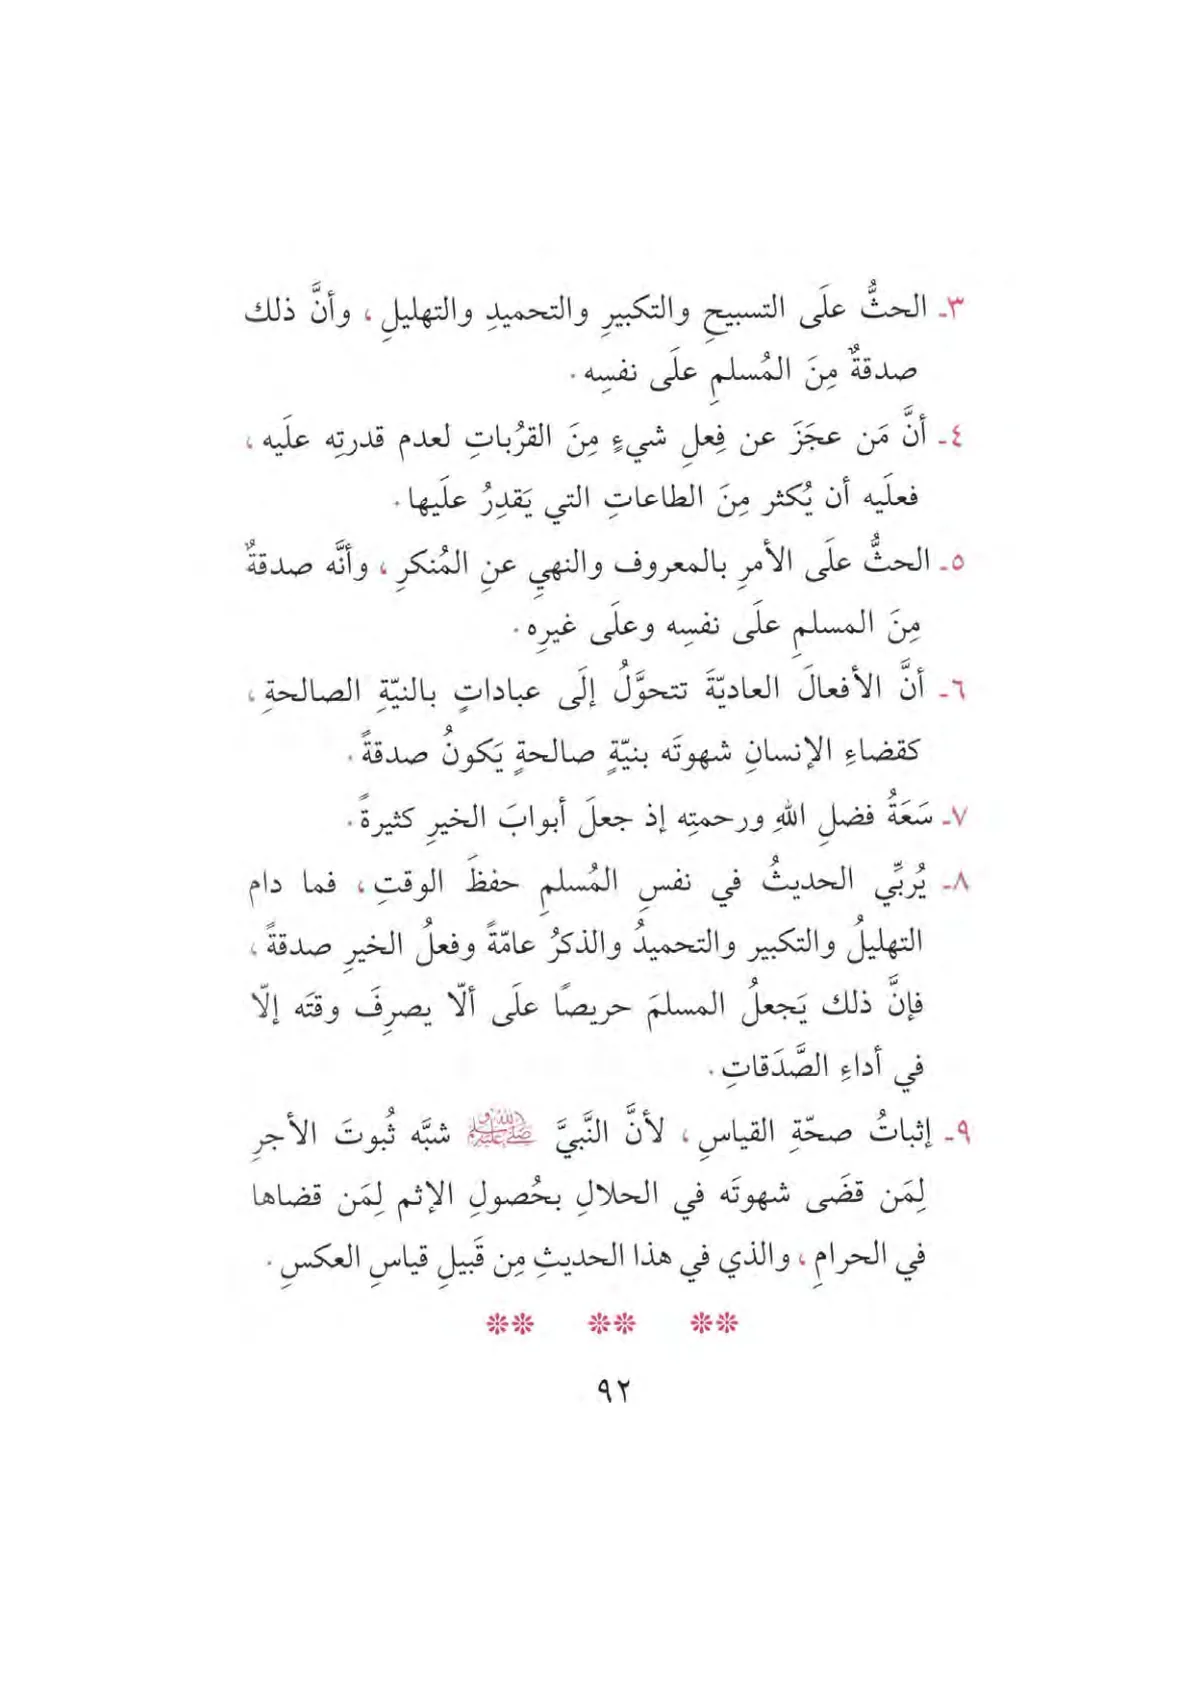 ٣- الحثُّ علَى التسبيحِ والتكبيرِ والتحميدِ والتهليلِ، وأنَّ ذلك
صدقةٌ مِنَ المُسلمِ علَى نفسِه.
٤- أنَّ مَن عجَزَ عن فِعلِ شيءٍ مِنَ القرُباتِ لعدم قدرتِه علَيه،
فعلَيه أن يُكثر مِنَ الطاعاتِ التي يَقدِرُ علَيها.
٥- الحثُّ علَى الأمرِ بالمعروف والنهيِ عنِ المُنكرِ، وأنَّه صدقةٌ
مِنَ المسلمِ علَى نفسِه وعلَى غيرِه.
٦- أنَّ الأفعالَ العاديّةَ تتحوَّلُ إلَى عباداتٍ بالنيّةِ الصالحةِ،
كقضاءِ الإنسانِ شهوتَه بنيّةٍ صالحةٍ يَكونُ صدقةً.
٧- سَعَةُ فضلِ اللهِ ورحمتِه إذ جعلَ أبوابَ الخيرِ كثيرةً.
٨- يُربِّي الحديثُ في نفسِ المُسلمِ حفظَ الوقتِ، فما دام
التهليلُ والتكبير والتحميدُ والذكرُ عامّةً وفعلُ الخيرِ صدقةً،
فإنَّ ذلك يَجعلُ المسلمَ حريصًا علَى ألّا يصرِفَ وقتَه إلّا
في أداءِ الصَّدَقاتِ.
٩- إثباتُ صحّةِ القياسِ، لأنَّ النَّبيَّ ﷺ شبَّه ثُبوتَ الأجرِ
لِمَن قضَى شهوتَه في الحلالِ بحُصولِ الإثم لِمَن قضاها
في الحرامِ، والذي في هذا الحديثِ مِن قَبيلِ قياسِ العكسِ.
٩٢